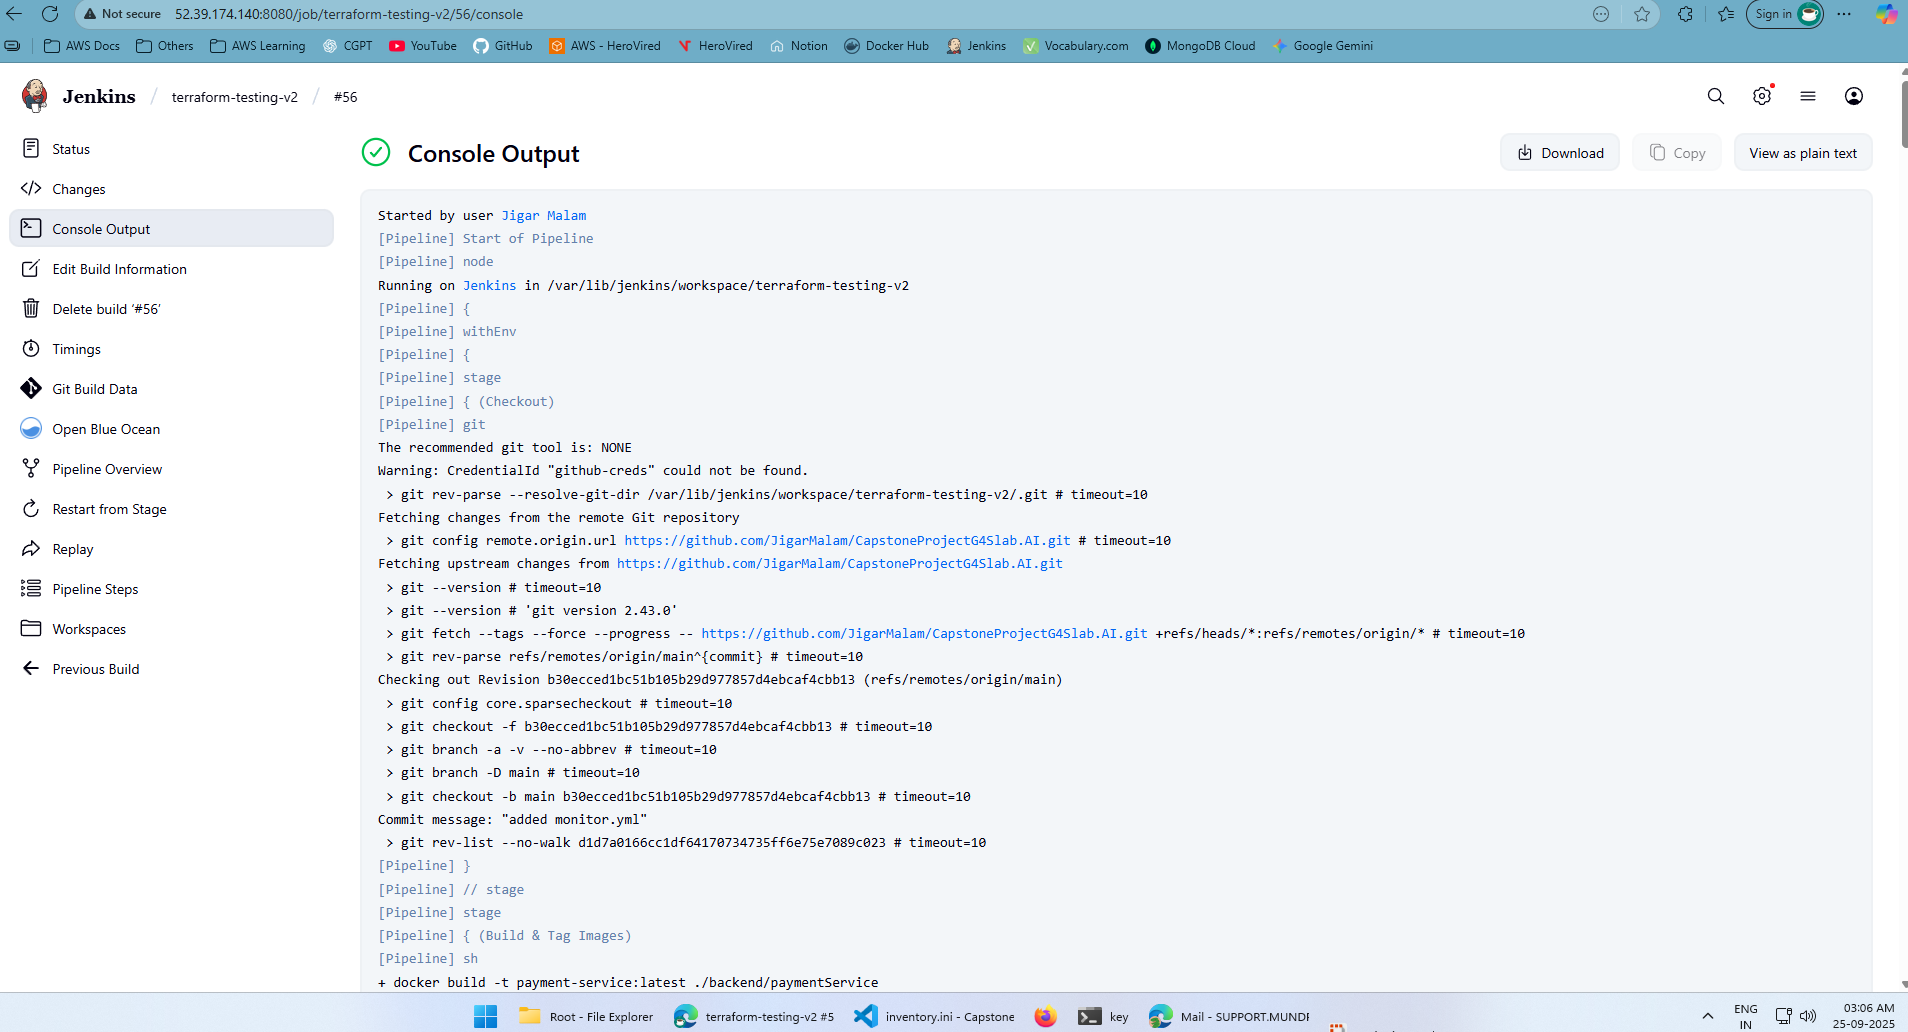 Not secure 52.39.174.140:8080/job/terraform-testing-v2/56/console Sign in
AWS Docs Others AWS Learning CGPT YouTube GitHub AWS - HeroVired HeroVired Notion Docker Hub Jenkins Vocabulary.com MongoDB Cloud Google Gemini
Jenkins / terraform-testing-v2 / #56
Status
Changes
Console Output
Edit Build Information
Delete build ‘#56’
Timings
Git Build Data
Open Blue Ocean
Pipeline Overview
Restart from Stage
Replay
Pipeline Steps
Workspaces
Previous Build
Console Output
Download Copy View as plain text
Started by user Jigar Malam
[Pipeline] Start of Pipeline
[Pipeline] node
Running on Jenkins in /var/lib/jenkins/workspace/terraform-testing-v2
[Pipeline] {
[Pipeline] withEnv
[Pipeline] {
[Pipeline] stage
[Pipeline] { (Checkout)
[Pipeline] git
The recommended git tool is: NONE
Warning: CredentialId "github-creds" could not be found.
> git rev-parse --resolve-git-dir /var/lib/jenkins/workspace/terraform-testing-v2/.git # timeout=10
Fetching changes from the remote Git repository
> git config remote.origin.url https://github.com/JigarMalam/CapstoneProjectG4Slab.AI.git # timeout=10
Fetching upstream changes from https://github.com/JigarMalam/CapstoneProjectG4Slab.AI.git
> git --version # timeout=10
> git --version # 'git version 2.43.0'
> git fetch --tags --force --progress -- https://github.com/JigarMalam/CapstoneProjectG4Slab.AI.git +refs/heads/*:refs/remotes/origin/* # timeout=10
> git rev-parse refs/remotes/origin/main^{commit} # timeout=10
Checking out Revision b30ecced1bc51b105b29d977857d4ebcaf4cbb13 (refs/remotes/origin/main)
> git config core.sparsecheckout # timeout=10
> git checkout -f b30ecced1bc51b105b29d977857d4ebcaf4cbb13 # timeout=10
> git branch -a -v --no-abbrev # timeout=10
> git branch -D main # timeout=10
> git checkout -b main b30ecced1bc51b105b29d977857d4ebcaf4cbb13 # timeout=10
Commit message: "added monitor.yml"
> git rev-list --no-walk d1d7a0166cc1df64170734735ff6e75e7089c023 # timeout=10
[Pipeline] }
[Pipeline] // stage
[Pipeline] stage
[Pipeline] { (Build & Tag Images)
[Pipeline] sh
+ docker build -t payment-service:latest ./backend/paymentService
Root - File Explorer terraform-testing-v2 #5 inventory.ini - Capstone key Mail - SUPPORT.MUNDR
ENG
IN
03:06 AM
25-09-2025